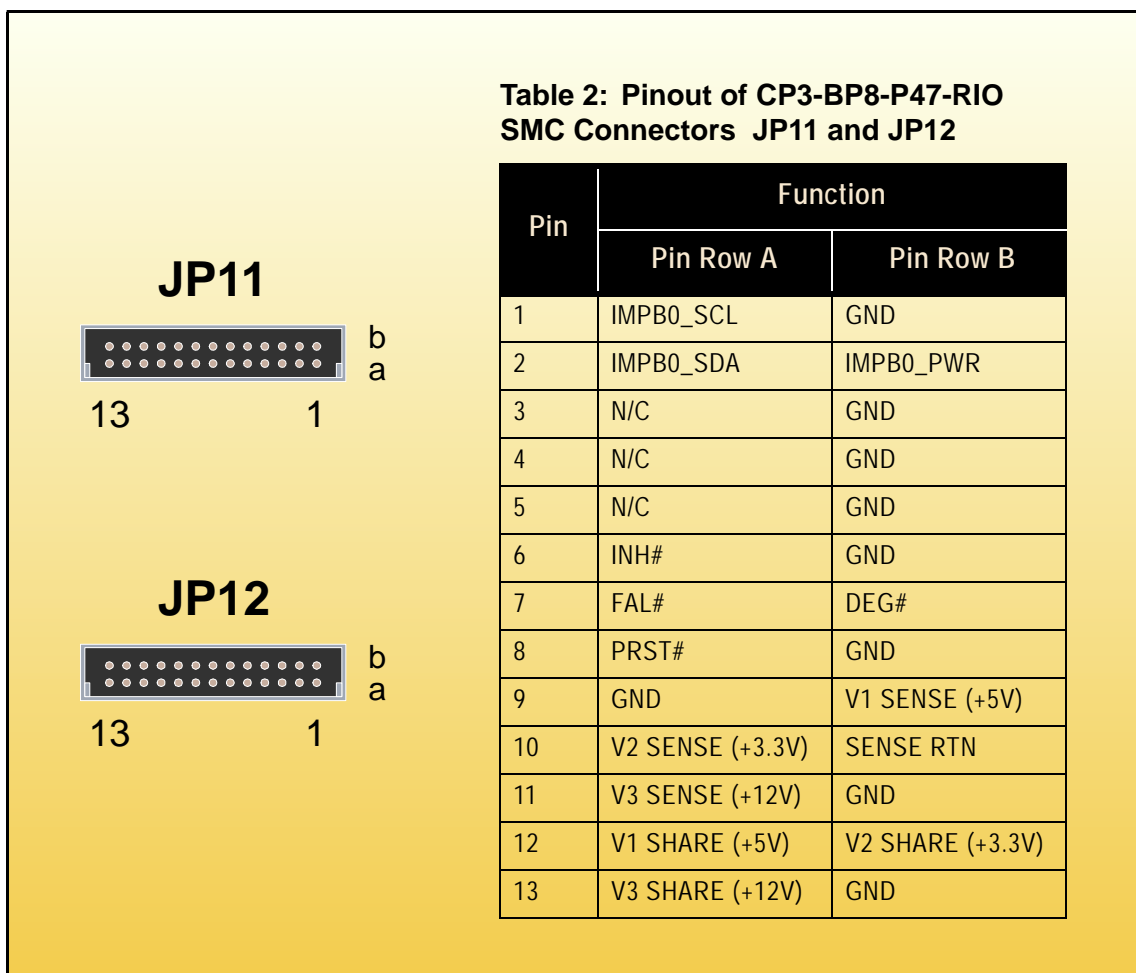 Table 2: Pinout of CP3-BP8-P47-RIO
SMC Connectors JP11 and JP12
JP11
b
a
13 1
JP12
b
a
13 1
Pin Function
Pin Row A Pin Row B
1 IMPB0_SCL GND
2 IMPB0_SDA IMPB0_PWR
3 N/C GND
4 N/C GND
5 N/C GND
6 INH# GND
7 FAL# DEG#
8 PRST# GND
9 GND V1 SENSE (+5V)
10 V2 SENSE (+3.3V) SENSE RTN
11 V3 SENSE (+12V) GND
12 V1 SHARE (+5V) V2 SHARE (+3.3V)
13 V3 SHARE (+12V) GND